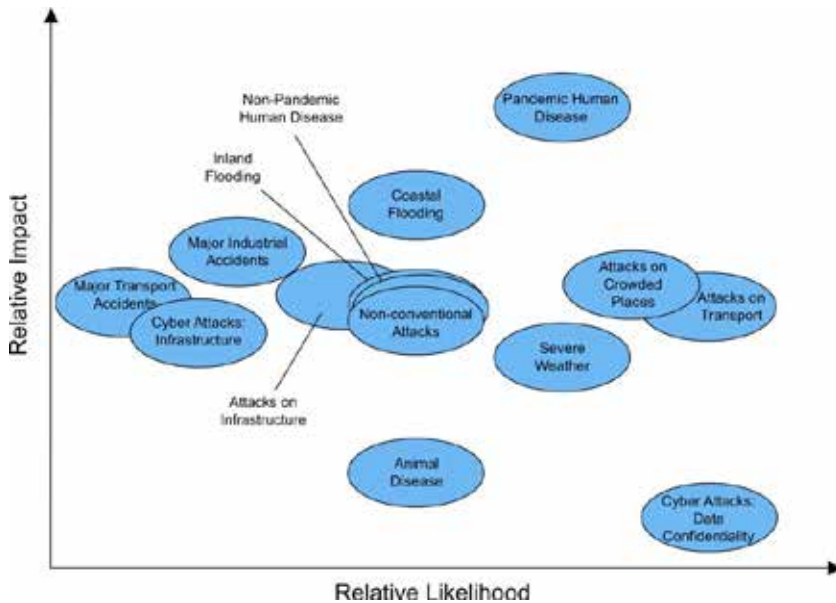 Non-Pandemic
Human Disease
Pandemic Human
Disease
Inland
Flooding
Coastal
Flooding
Major Industrial
Accidents
Major Transport
Accidents
Cyber Attacks:
Infrastructure
Non-conventional
Attacks
Attacks on
Crowded
Places
Attacks on
Transport
Severe
Weather
Attacks on
Infrastructure
Animal
Disease
Cyber Attacks:
Data
Confidentiality
Relative Impact
Relative Likelihood